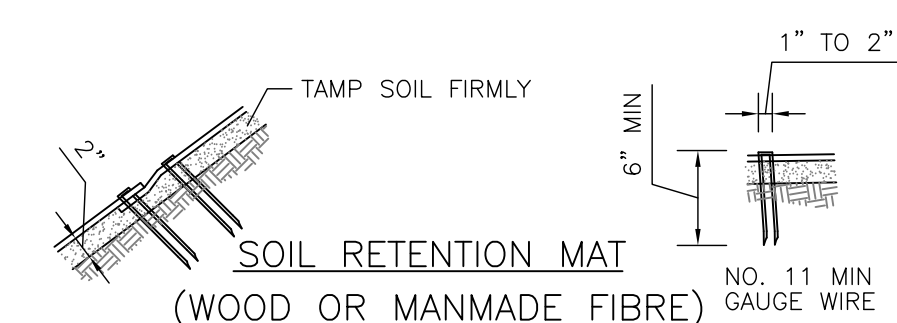 1” TO 2”
TAMP SOIL FIRMLY
2”
6” MIN
SOIL RETENTION MAT
(WOOD OR MANMADE FIBRE)
NO. 11 MIN
GAUGE WIRE